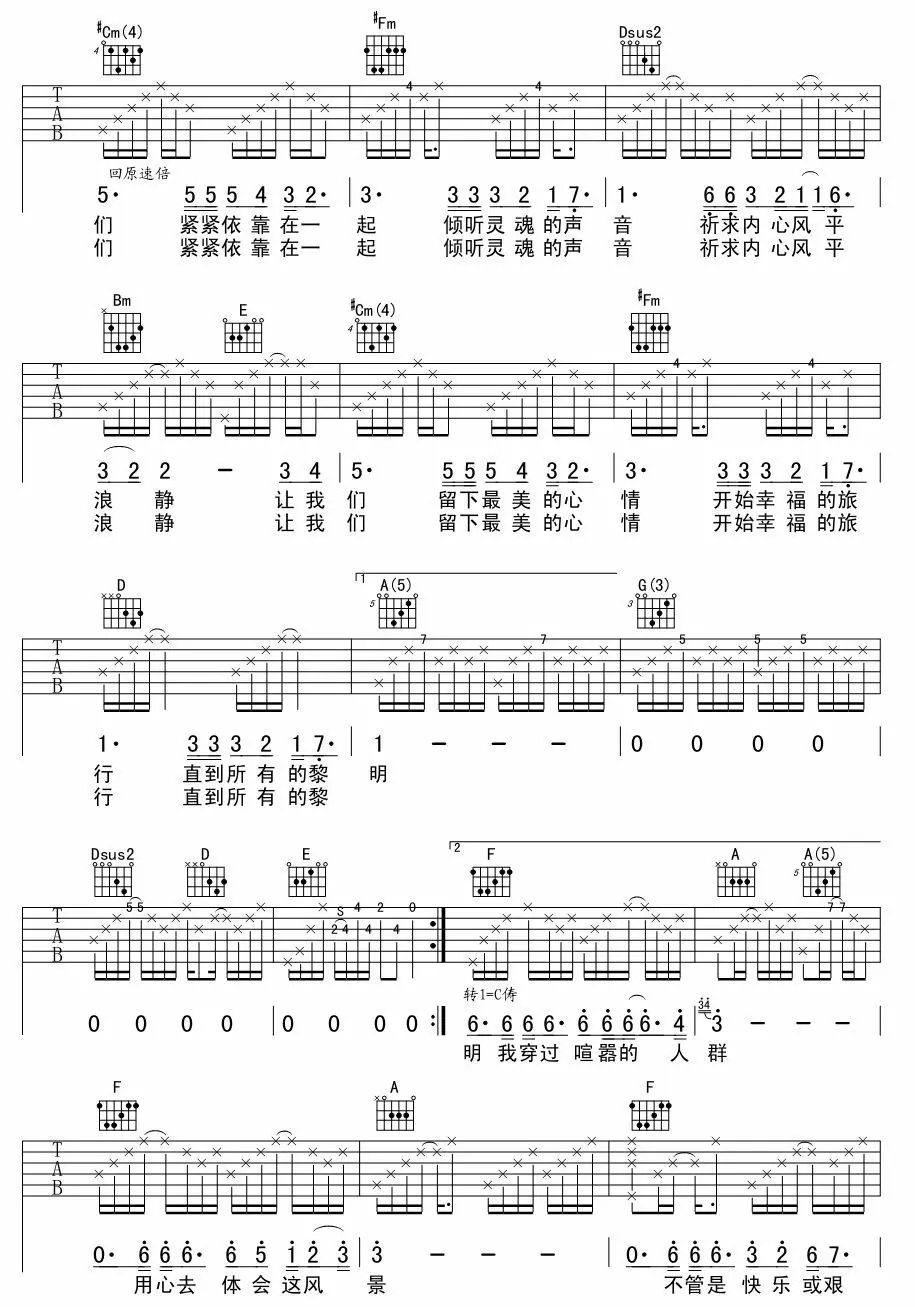 #Cm(4) #Fm Dsus2
4
4 4
T A B
回原速倍
5· 5 5 5 4 3 2· 3· 3 3 3 2 1 7· 1· 6 6 3 2 1 1 6·
们 紧紧依靠在一 起 倾听灵魂的声 音 祈求内心风平
们 紧紧依靠在一 起 倾听灵魂的声 音 祈求内心风平
Bm E #Cm(4) #Fm
4
4 4
T A B
3 2 2 - 3 4 5· 5 5 5 4 3 2· 3· 3 3 3 2 1 7·
浪 静 让我 们 留下最美的心 情 开始幸福的旅
浪 静 让我 们 留下最美的心 情 开始幸福的旅
D 1 A(5) G(3)
5 3
7 7 5 5 5
T A B
1· 3 3 3 2 1 7· 1 - - - 0 0 0 0
行 直到所有的黎 明
行 直到所有的黎
Dsus2 D E 2 F A A(5)
5
5 5 S 2 4 4 4 2 4 0 7 7
T A B
转1=C俦
0 0 0 0 0 0 0 0 6· 6 6 6· 6 6 6 6· 4 34 3 - - -
明 我穿过 喧嚣的 人 群
F A F
T A B
0· 6 6 6· 6 5 1 2 3 3 - - - 0· 6 6 6· 3 2 6 7·
用心去 体会这风 景 不管是 快乐或艰